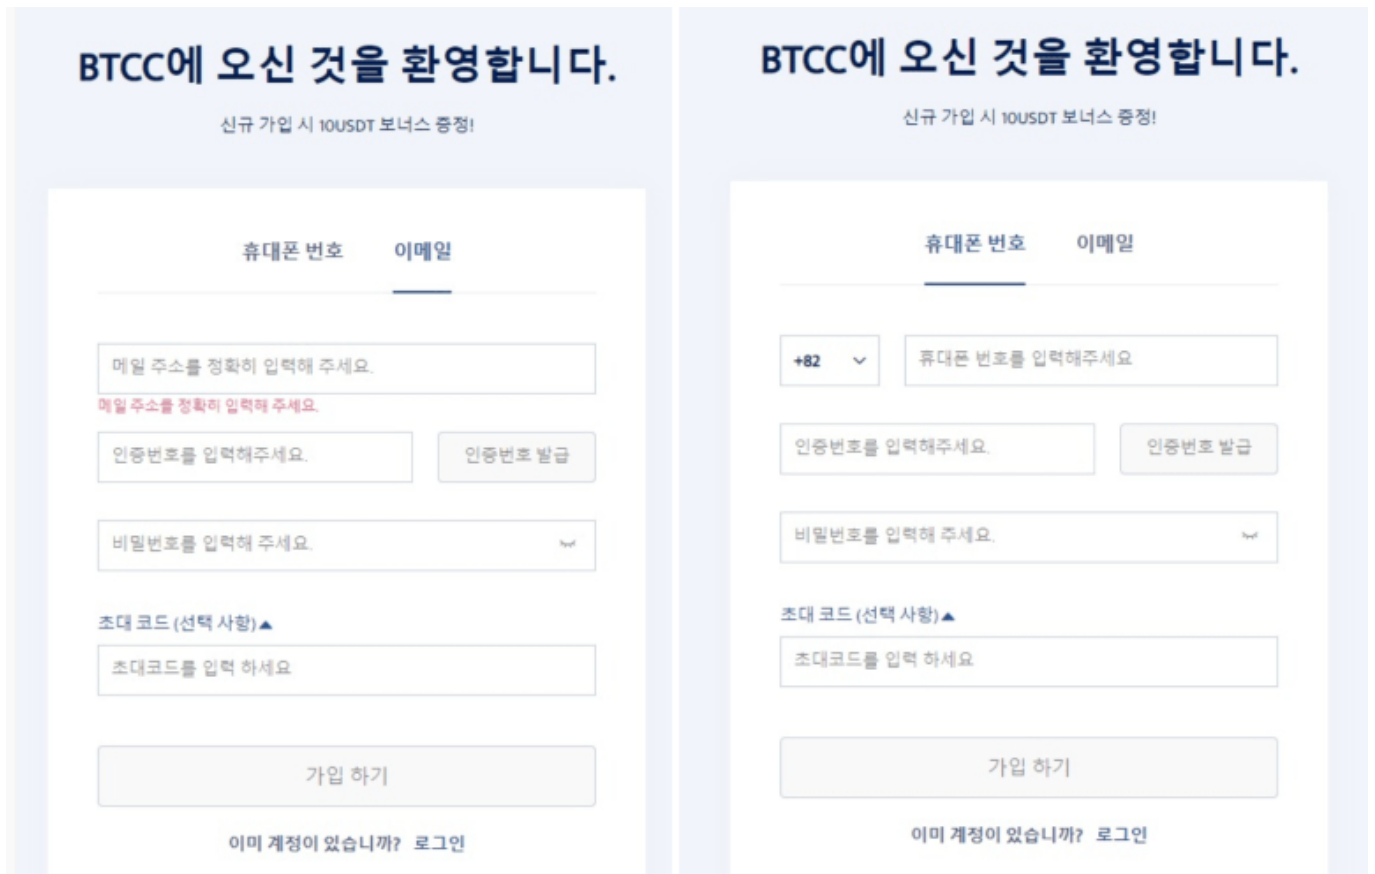 BTCC에 오신 것을 환영합니다.
신규 가입 시 10USDT 보너스 증정!
휴대폰 번호 이메일
메일 주소를 정확히 입력해 주세요.
메일 주소를 정확히 입력해 주세요.
인증번호를 입력해주세요. 인증번호 발급
비밀번호를 입력해 주세요.
초대 코드 (선택 사항)▲
초대코드를 입력 하세요
가입 하기
이미 계정이 있습니까? 로그인
BTCC에 오신 것을 환영합니다.
신규 가입 시 10USDT 보너스 증정!
휴대폰 번호 이메일
+82 휴대폰 번호를 입력해주세요
인증번호를 입력해주세요. 인증번호 발급
비밀번호를 입력해 주세요.
초대 코드 (선택 사항)▲
초대코드를 입력 하세요
가입 하기
이미 계정이 있습니까? 로그인